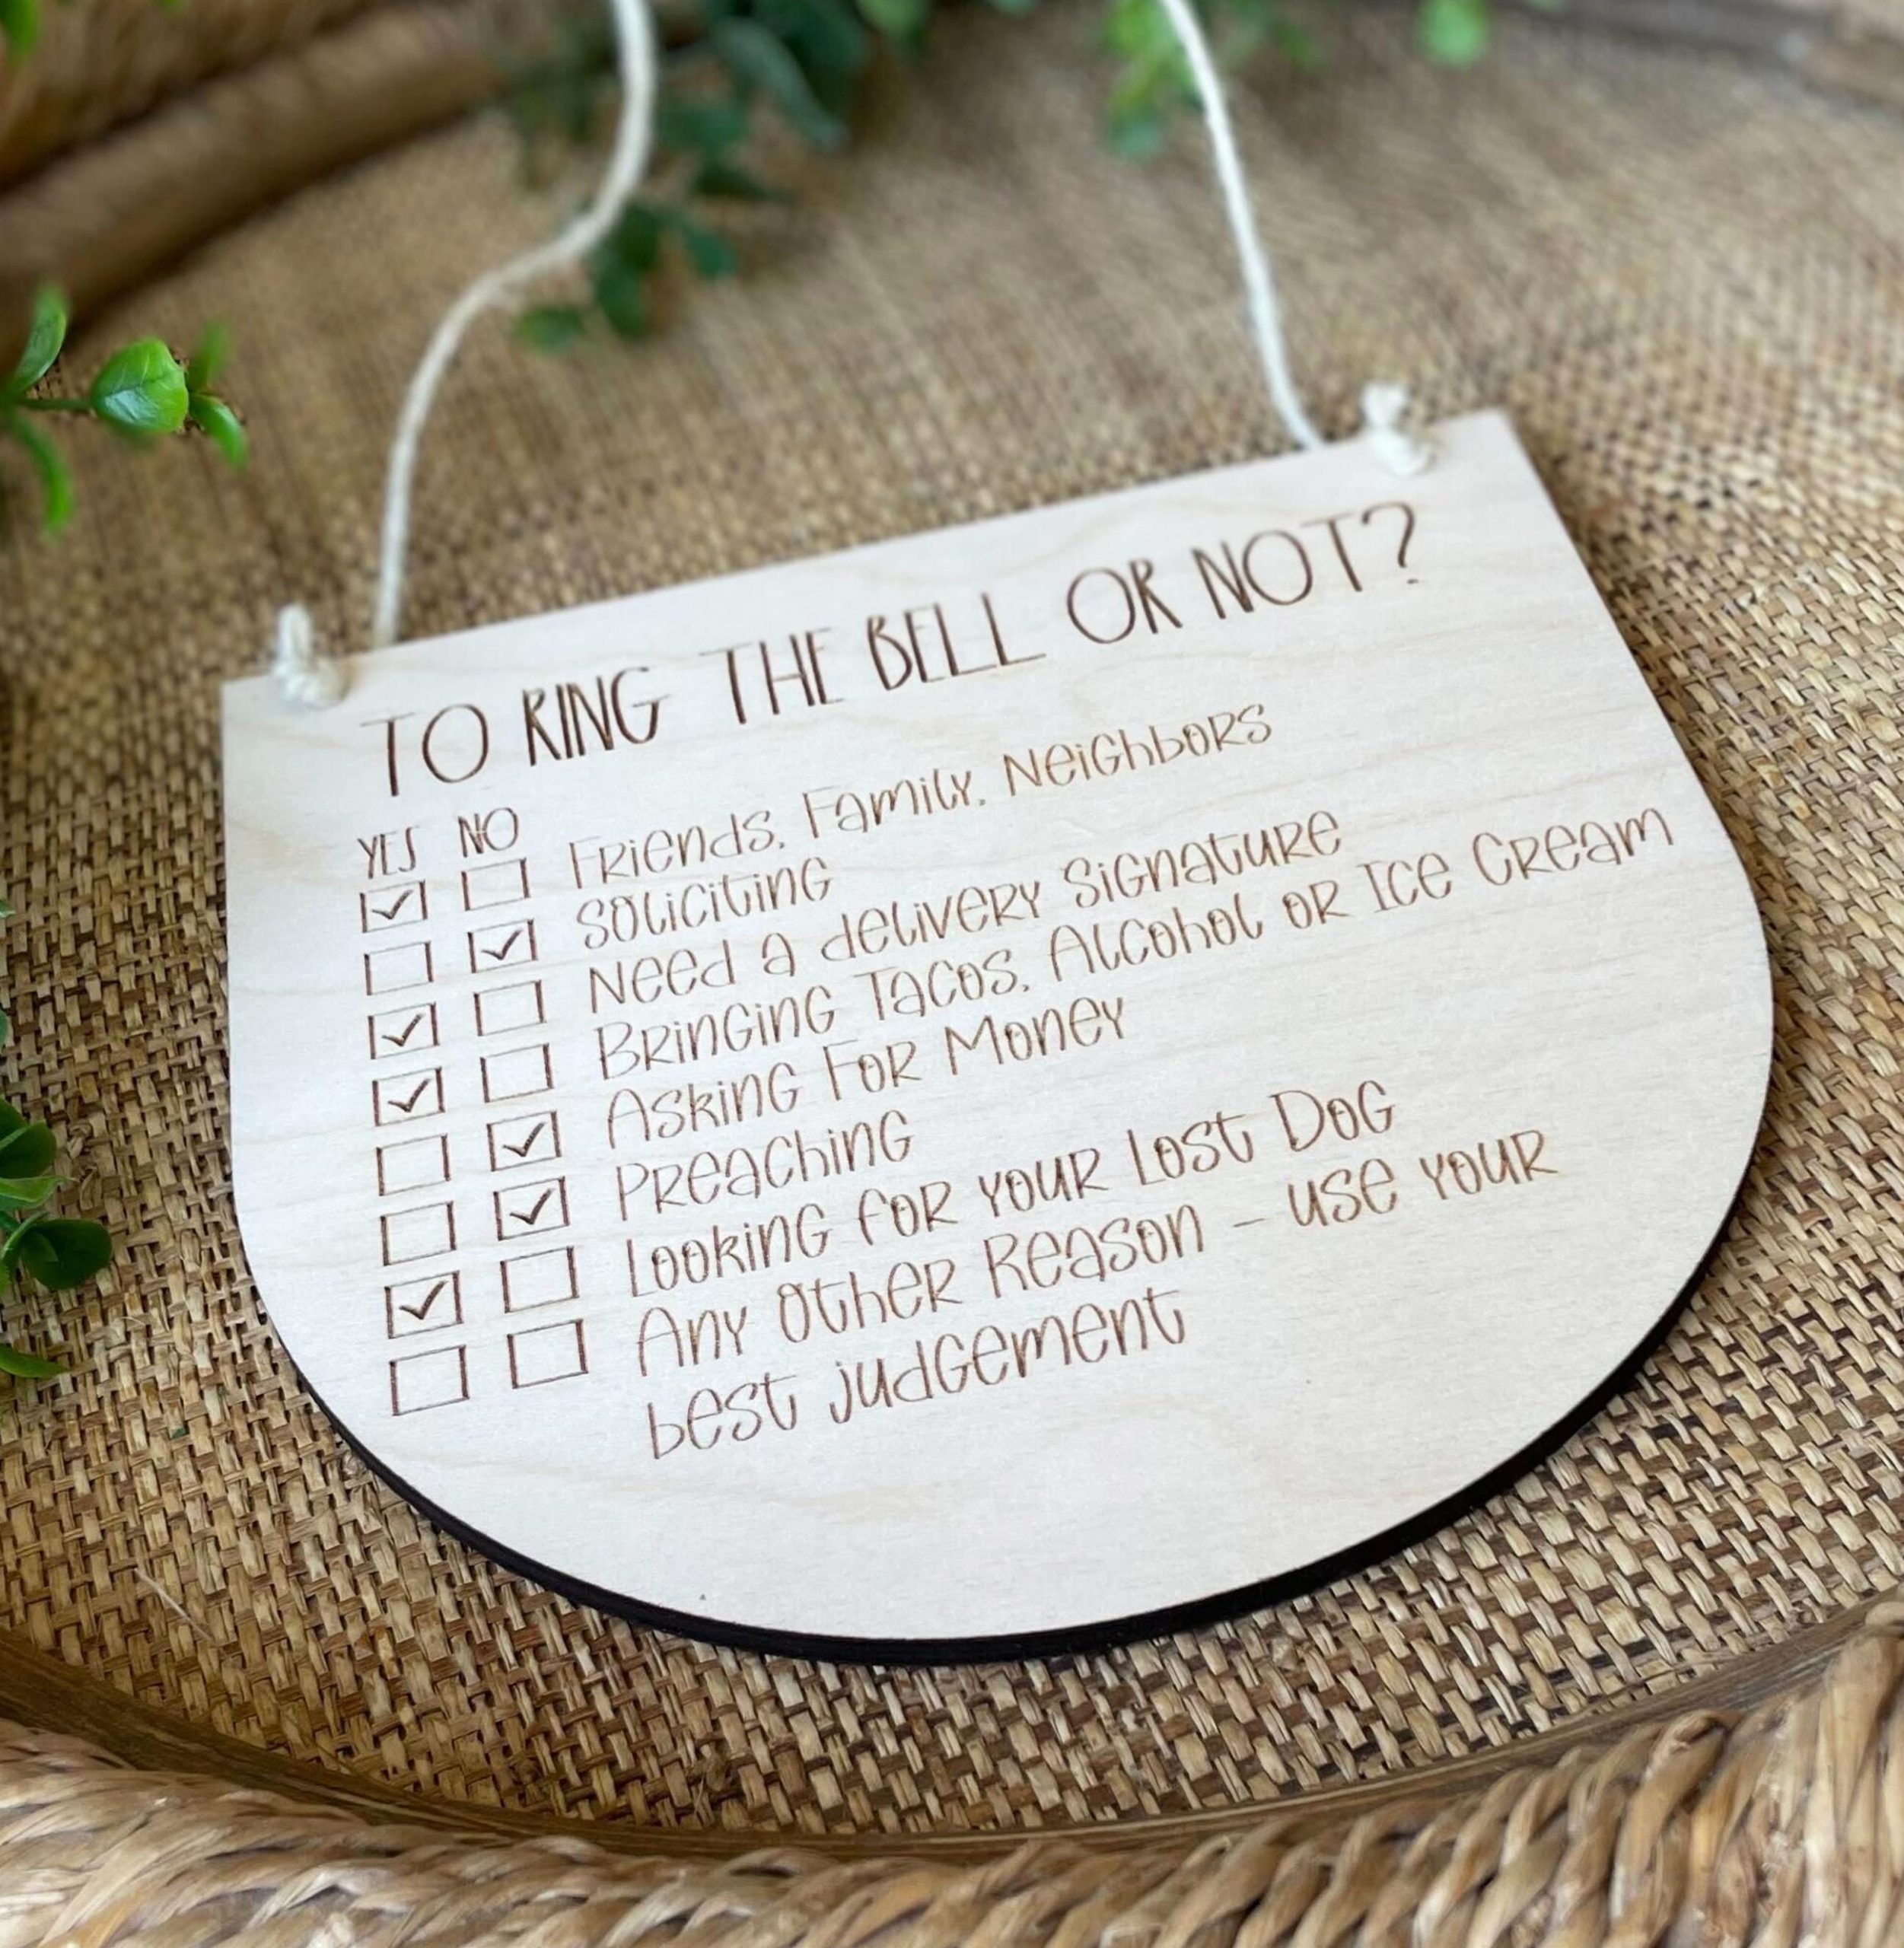 TO RING THE BELL OR NOT?
YES NO
☑ ☐ Friends, Family, Neighbors
☐ ☑ Soliciting
☑ ☐ Need a delivery Signature
☑ ☐ Bringing Tacos, Alcohol or Ice Cream
☐ ☑ Asking For Money
☐ ☑ Preaching
☑ ☐ Looking for your Lost Dog
☐ ☐ Any Other Reason - use your
best judgement